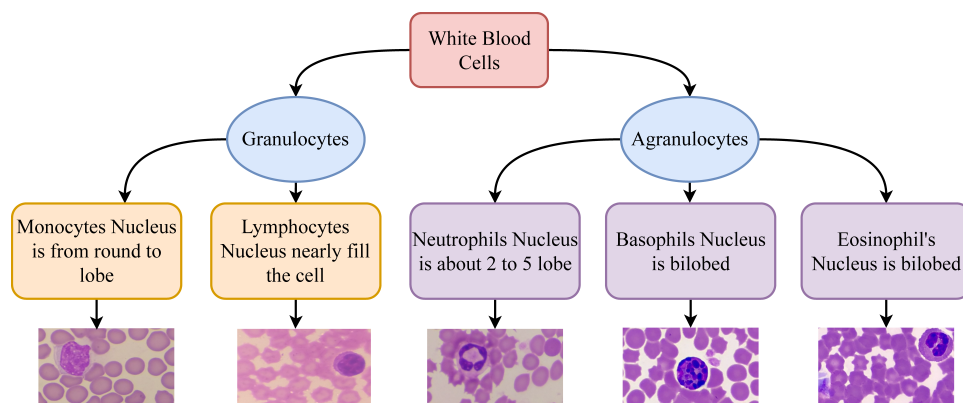 White Blood
Cells
Granulocytes
Agranulocytes
Monocytes Nucleus
is from round to
lobe
Lymphocytes
Nucleus nearly fill
the cell
Neutrophils Nucleus
is about 2 to 5 lobe
Basophils Nucleus
is bilobed
Eosinophil's
Nucleus is bilobed